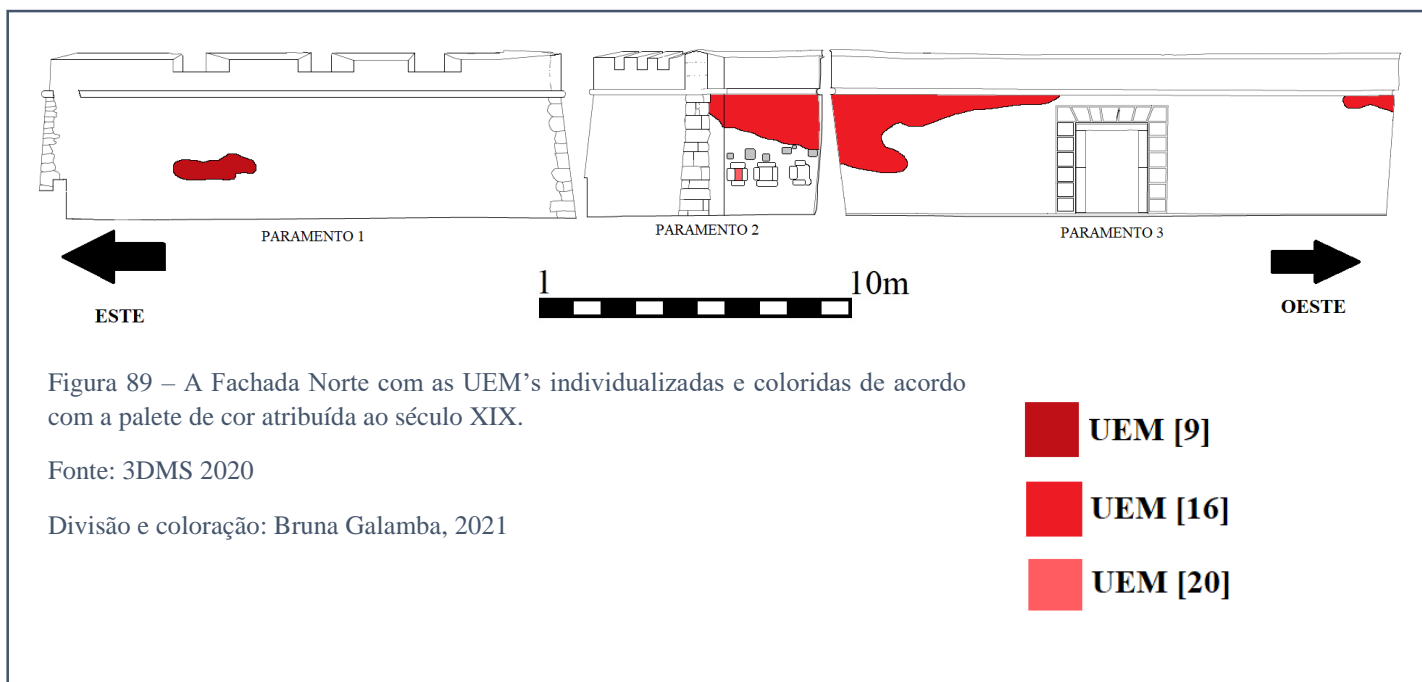 PARAMENTO 1
PARAMENTO 2
PARAMENTO 3
ESTE
1 10m
OESTE
Figura 89 – A Fachada Norte com as UEM’s individualizadas e coloridas de acordo
com a palete de cor atribuída ao século XIX.
Fonte: 3DMS 2020
Divisão e coloração: Bruna Galamba, 2021
UEM [9]
UEM [16]
UEM [20]